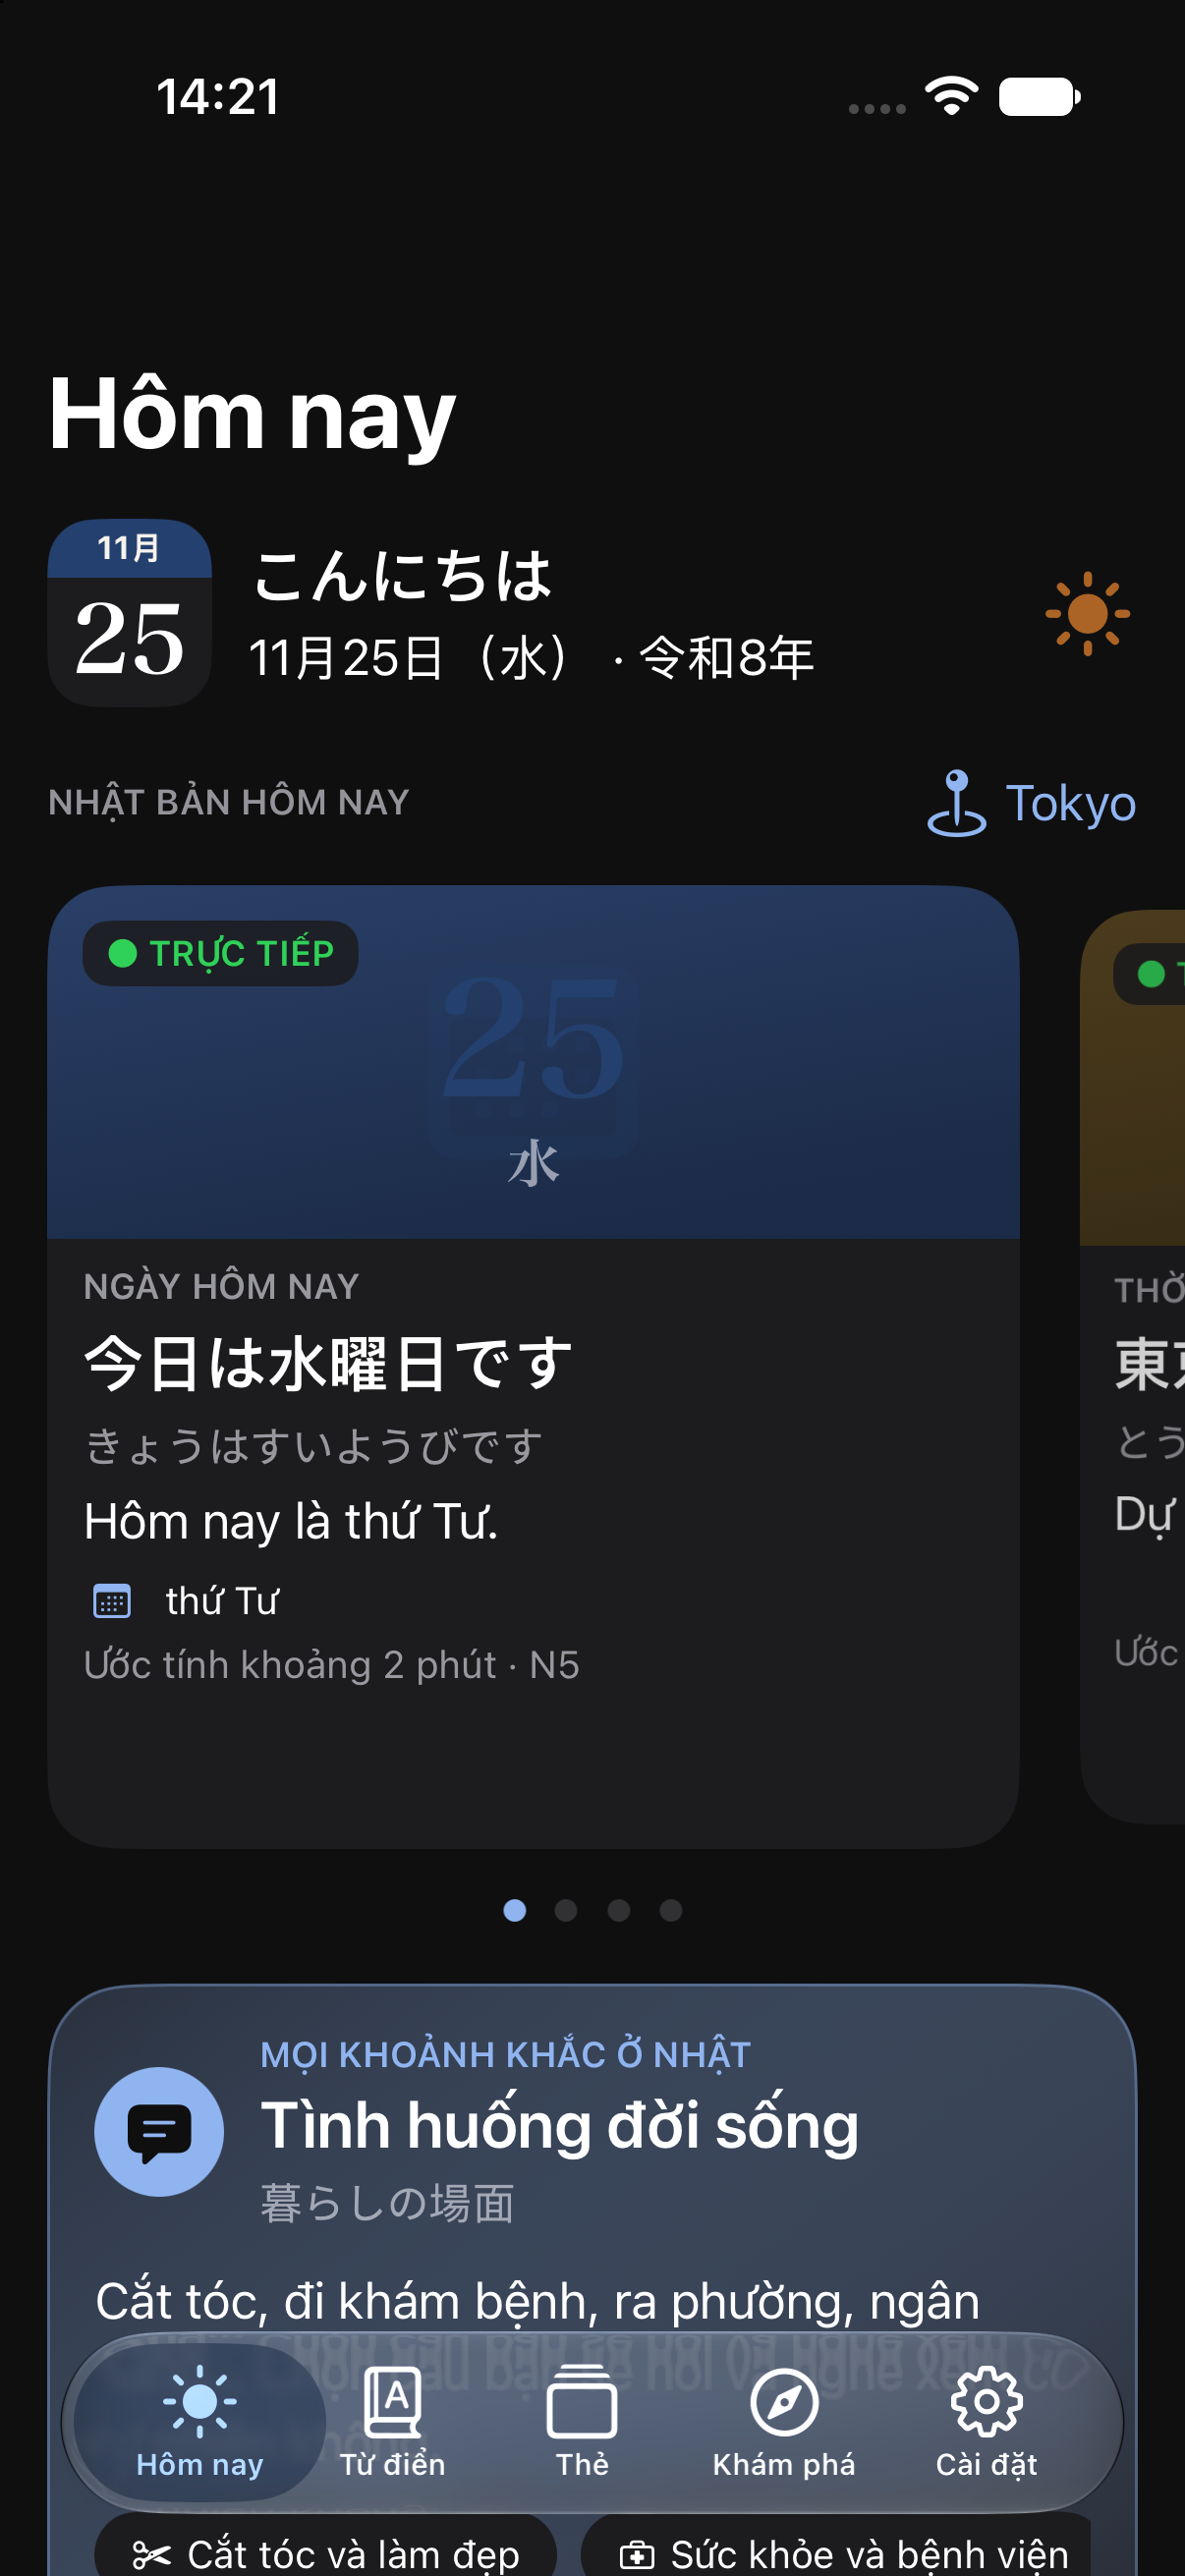 14:21
Hôm nay
11月
25
こんにちは
11月25日（水） · 令和8年
NHẬT BẢN HÔM NAY
Tokyo
TRỰC TIẾP
25
水
NGÀY HÔM NAY
今日は水曜日です
きょうはすいようびです
Hôm nay là thứ Tư.
thứ Tư
Ước tính khoảng 2 phút · N5
とう
Dự
Ước
MỌI KHOẢNH KHẮC Ở NHẬT
Tình huống đời sống
暮らしの場面
Cắt tóc, đi khám bệnh, ra phường, ngân
Hôm nay
Từ điển
Thẻ
Khám phá
Cài đặt
Cắt tóc và làm đẹp
Sức khỏe và bệnh viện